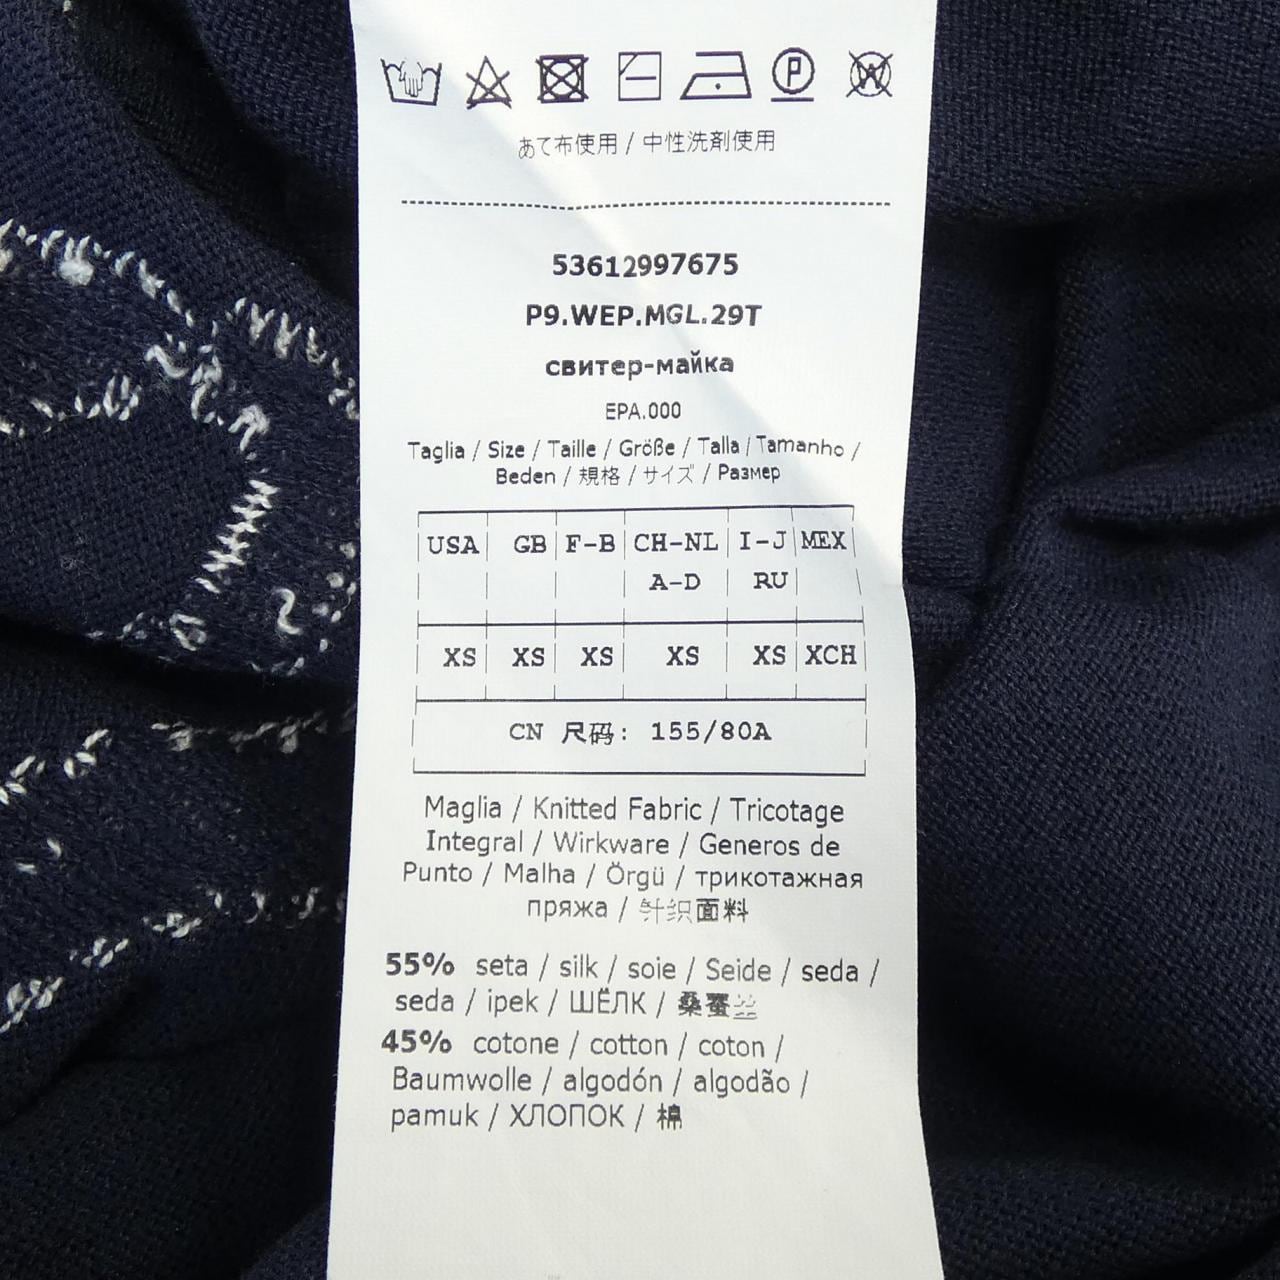 P W
あて布使用 / 中性洗剤使用
53612997675
P9.WEP.MGL.29T
свитер-майка
EPA.000
Taglia / Size / Taille / Größe / Talla / Tamanho /
Beden / 規格 / サイズ / Размер
USA GB F-B CH-NL I-J MEX
A-D RU
XS XS XS XS XS XCH
CN 尺码: 155/80A
Maglia / Knitted Fabric / Tricotage
Integral / Wirkware / Generos de
Punto / Malha / Örgü / трикотажная
пряжа / 针织面料
55% seta / silk / soie / Seide / seda /
seda / ipek / ШЁЛК / 桑蚕丝
45% cotone / cotton / coton /
Baumwolle / algodón / algodão /
pamuk / ХЛОПОК / 棉